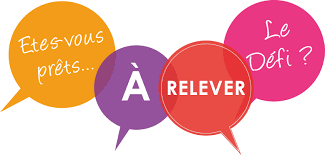 Etes-vous
prêts...
À
RELEVER
Le
Défi ?